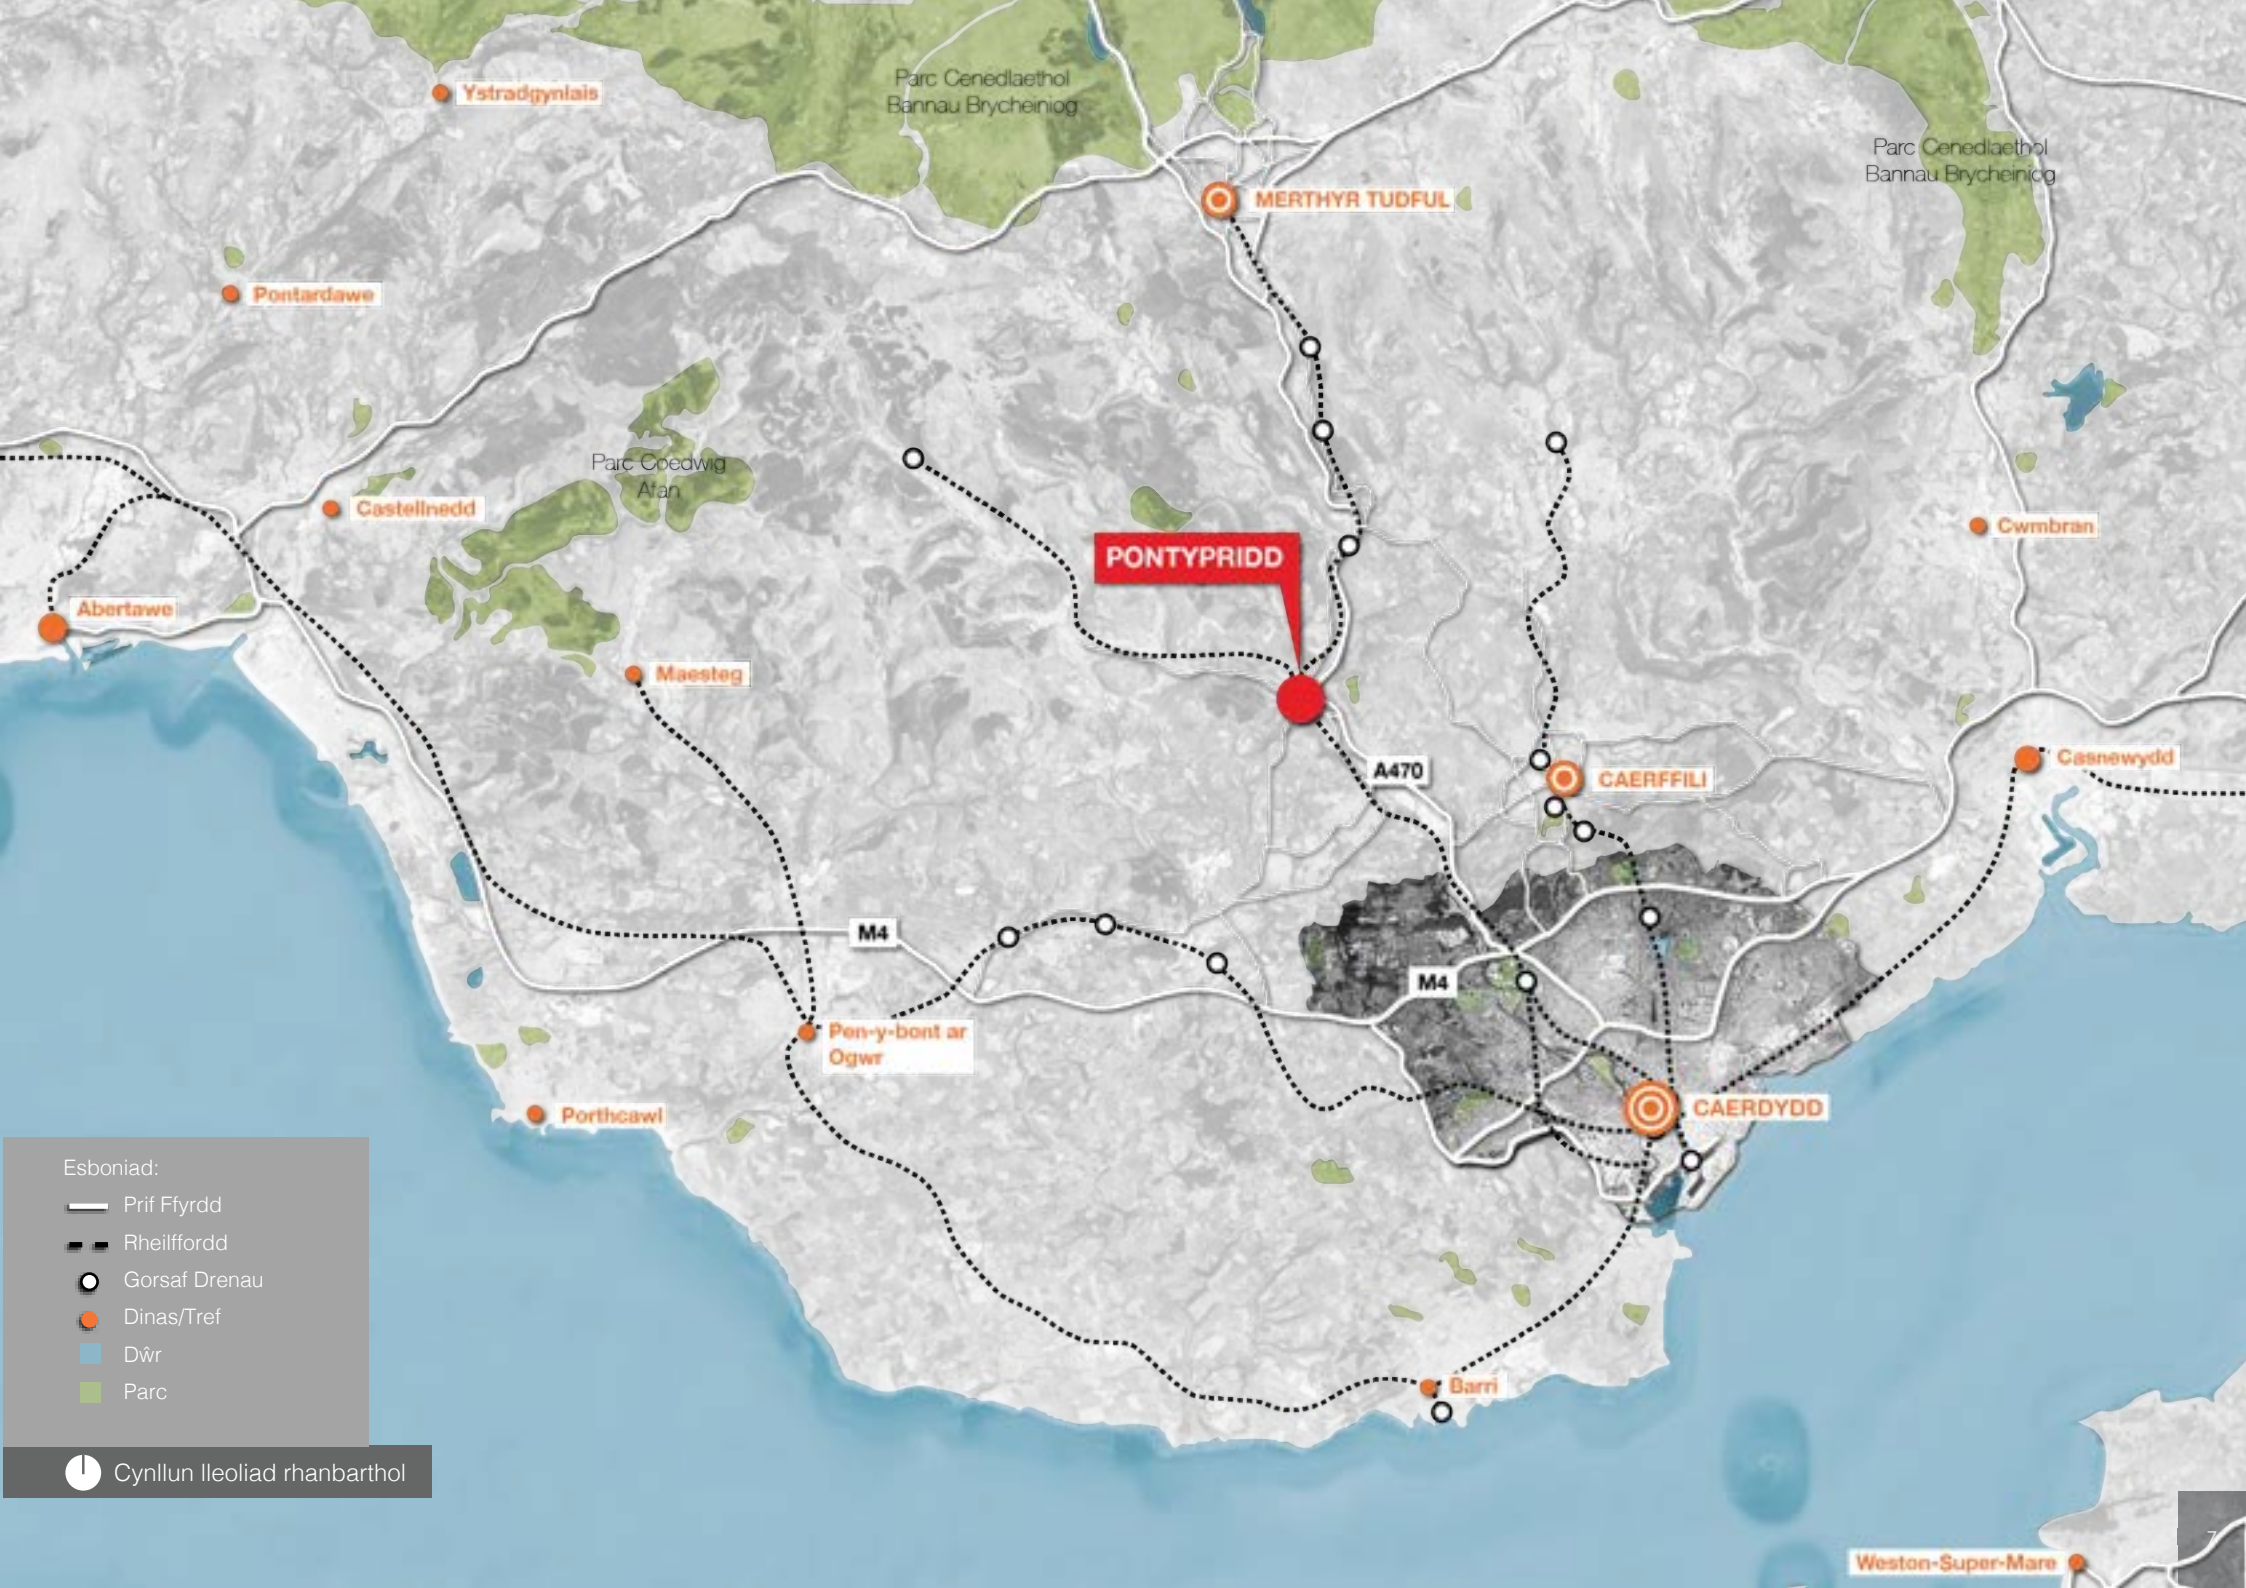 Parc Cenedlaethol
Bannau Brycheiniog
Ystradgynlais
Parc Cenedlaethol
Bannau Brycheiniog
MERTHYR TUDFUL
Pontardawe
Parc Coedwig
Afan
Castellnedd
Cwmbran
PONTYPRIDD
Abertawe
Maesteg
Casnewydd
A470
CAERFFILI
M4
M4
Pen-y-bont ar
Ogwr
Porthcawl
CAERDYDD
Esboniad:
Prif Ffyrdd
Rheilffordd
Gorsaf Drenau
Dinas/Tref
Dŵr
Parc
Barri
Cynllun lleoliad rhanbarthol
7
Weston-Super-Mare